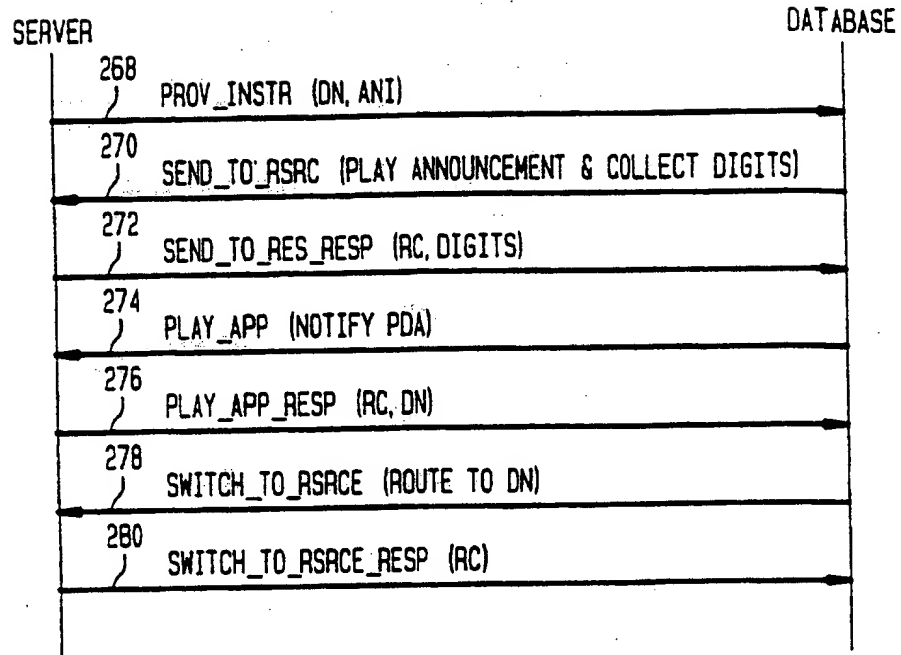 SERVER
DATABASE
268
PROV_INSTR (DN, ANI)
270
SEND_TO_RSRC (PLAY ANNOUNCEMENT & COLLECT DIGITS)
272
SEND_TO_RES_RESP (RC, DIGITS)
274
PLAY_APP (NOTIFY PDA)
276
PLAY_APP_RESP (RC, DN)
278
SWITCH_TO_RSRCE (ROUTE TO DN)
280
SWITCH_TO_RSRCE_RESP (RC)